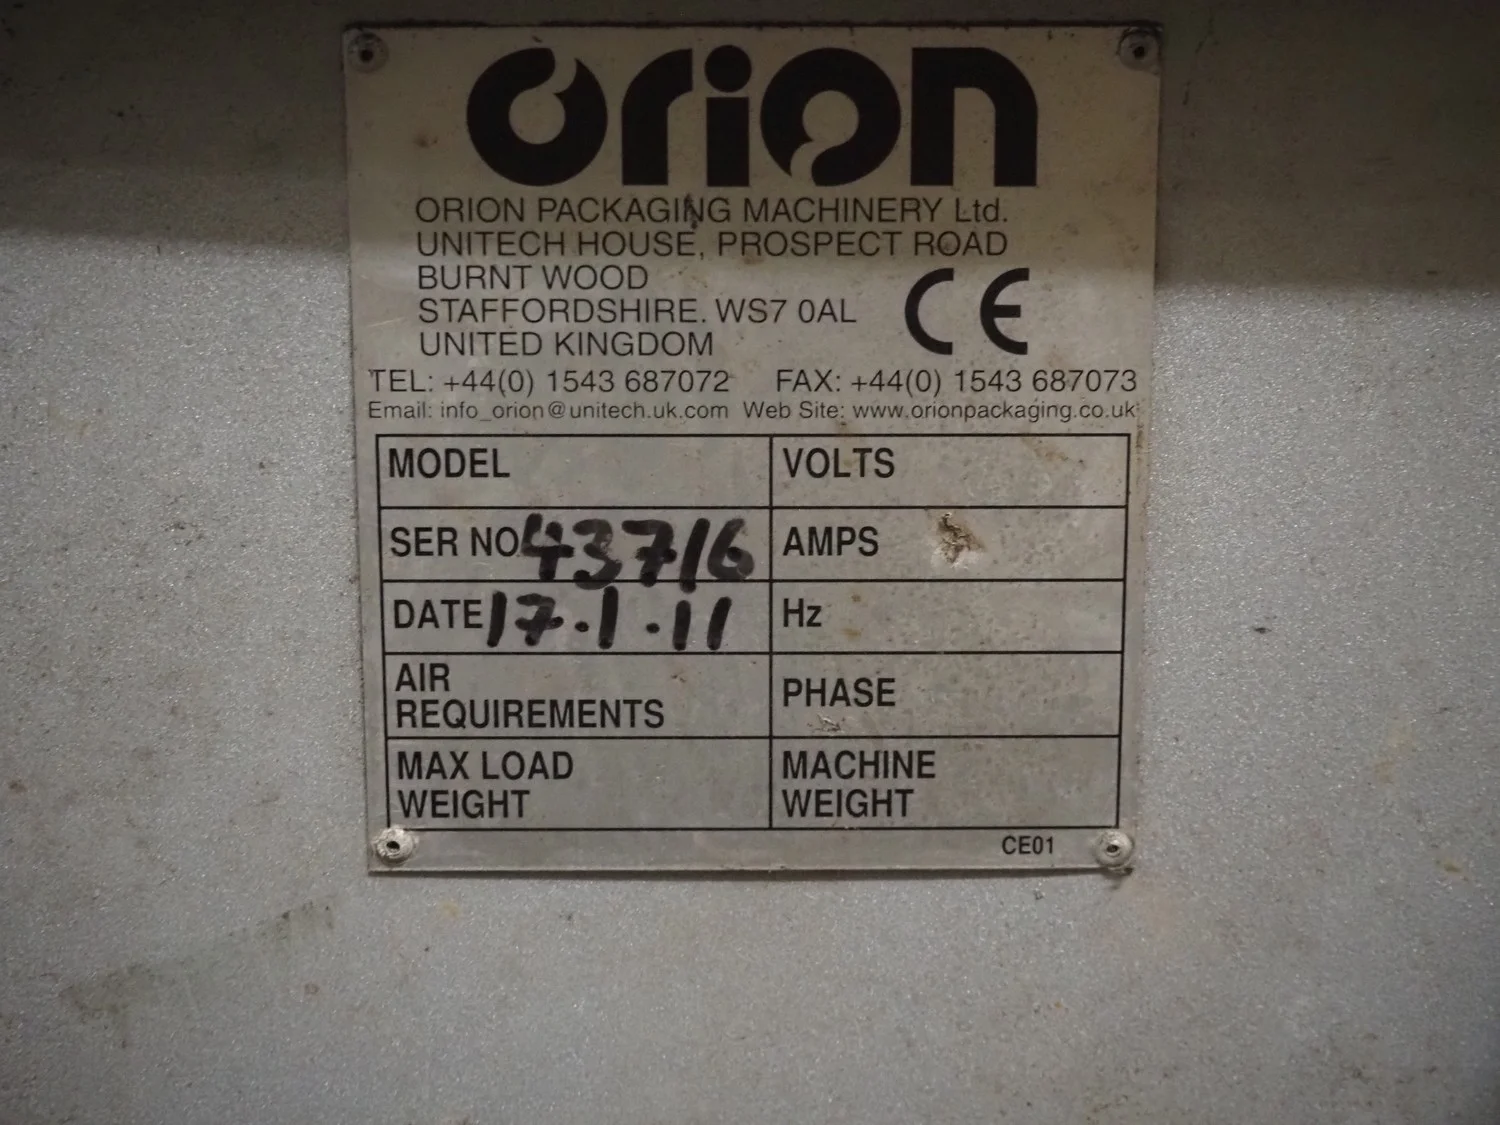 orion
ORION PACKAGING MACHINERY Ltd.
UNITECH HOUSE, PROSPECT ROAD
BURNT WOOD
STAFFORDSHIRE. WS7 0AL
UNITED KINGDOM
CE
TEL: +44(0) 1543 687072 FAX: +44(0) 1543 687073
Email: info_orion@unitech.uk.com Web Site: www.orionpackaging.co.uk
MODEL VOLTS
SER NO 43716 AMPS
DATE 17.1.11 Hz
AIR
REQUIREMENTS PHASE
MAX LOAD
WEIGHT
MACHINE
WEIGHT
CE01